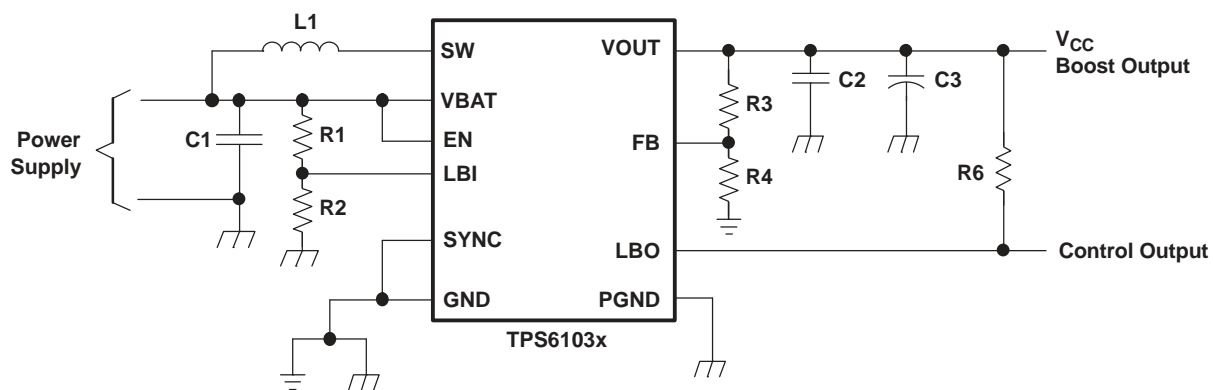 L1
SW
VOUT
V_CC
Boost Output
C2
C3
R3
VBAT
Power
Supply
C1
R1
EN
FB
LBI
R4
R6
R2
SYNC
LBO
Control Output
GND
PGND
TPS6103x